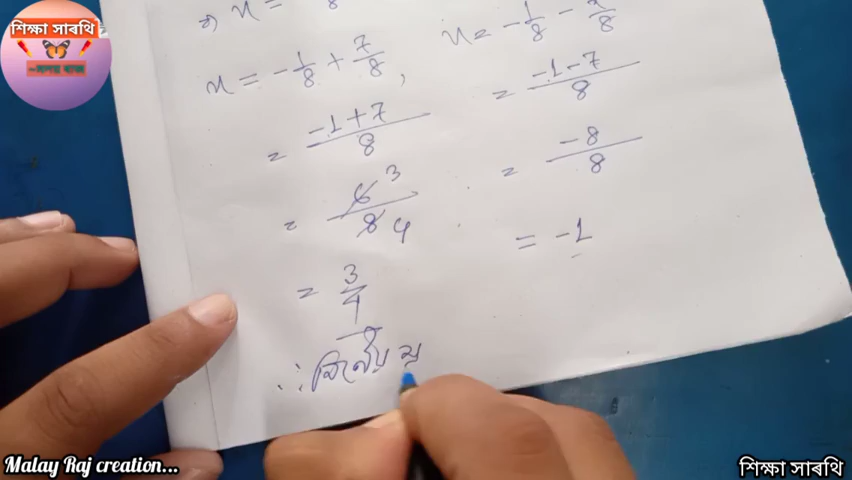 শিক্ষা সাৰথি
⇒ x = 8
x = -1/8 + 7/8, x = -1/8 - 7/8
= -1+7/8 = -1-7/8
= 6 3/8 4 = -8/8
= 3/4 = -1
∴
Malay Raj creation...
শিক্ষা সাৰথি